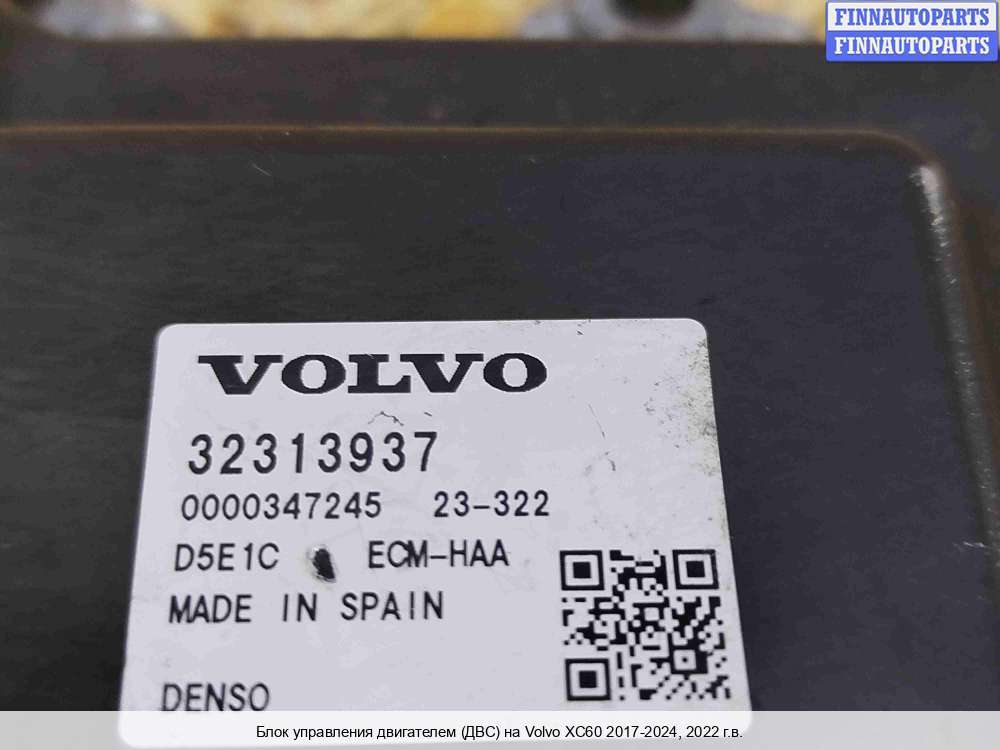 FINNAUTOPARTS
FINNAUTOPARTS
VOLVO
32313937
0000347245 23-322
D5E1C ECM-HAA
MADE IN SPAIN
DENSO
Блок управления двигателем (ДВС) на Volvo XC60 2017-2024, 2022 г.в.